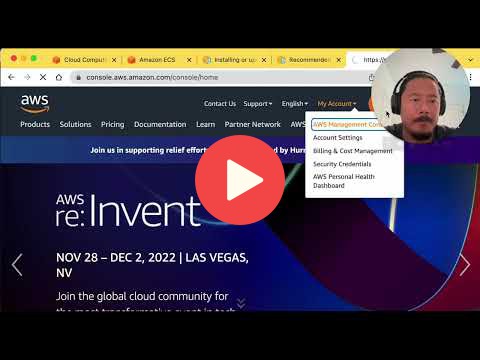 Cloud Comput
Amazon ECS
Installing or up
Recommended
https://
console.aws.amazon.com/console/home
aws
Contact Us Support English My Account
Products Solutions Pricing Documentation Learn Partner Network AWS
AWS Management Con
Account Settings
Billing & Cost Management
Security Credentials
AWS Personal Health
Dashboard
Join us in supporting relief effor d by Hurr
AWS
re:Invent
NOV 28 – DEC 2, 2022 | LAS VEGAS,
NV
Join the global cloud community for
the most transformative event in tech